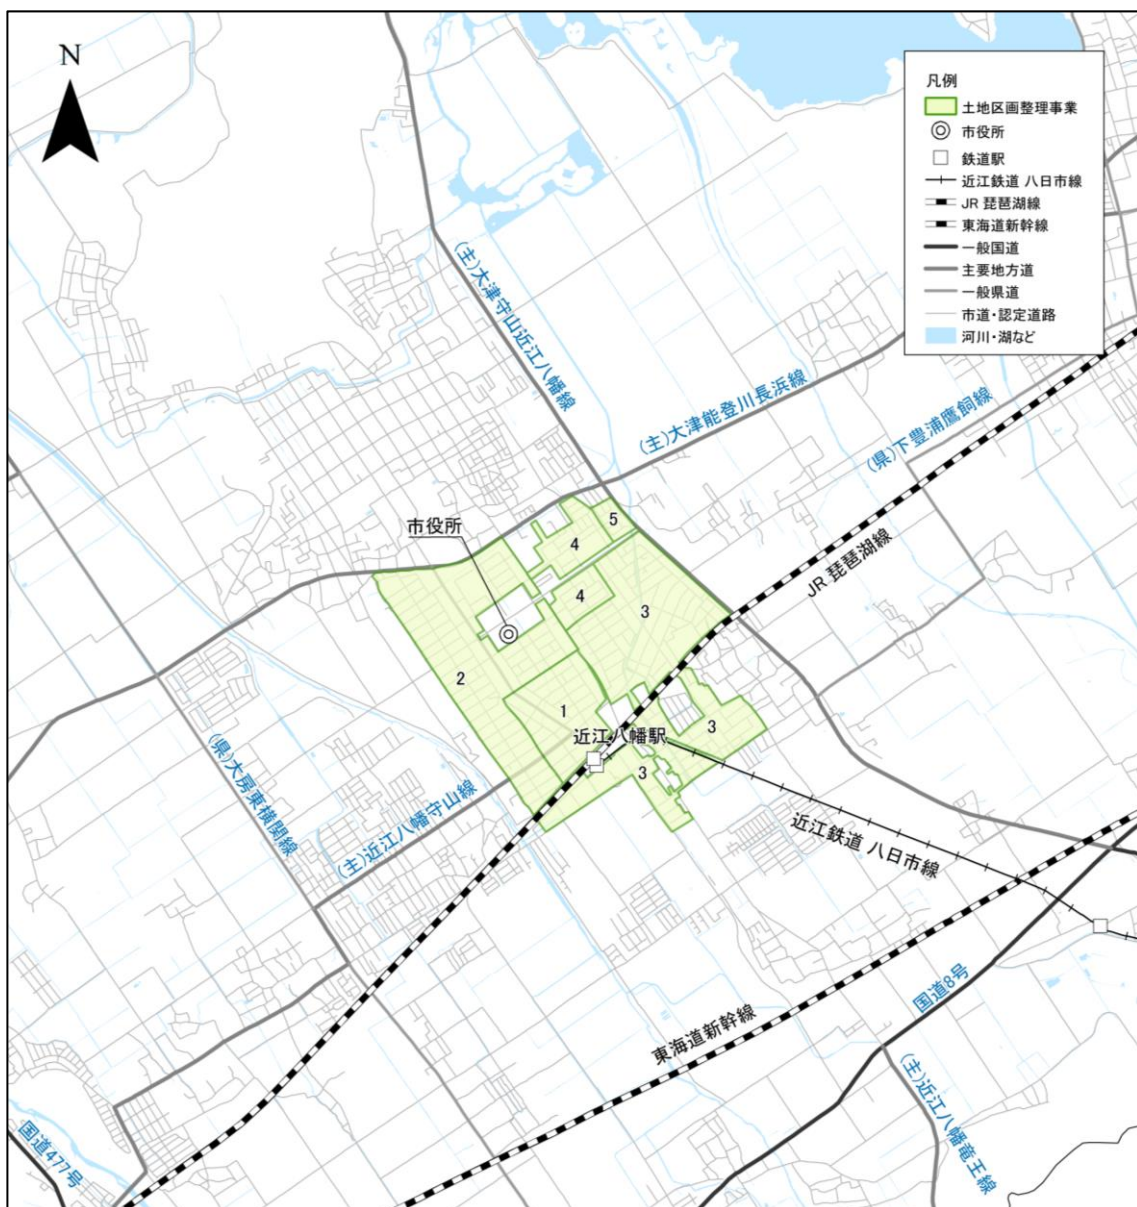 N
凡例
土地区画整理事業
市役所
鉄道駅
近江鉄道 八日市線
JR 琵琶湖線
東海道新幹線
一般国道
主要地方道
一般県道
市道・認定道路
河川・湖など
(主)大津守山近江八幡線
(主)大津能登川長浜線
(県)下豊浦鷹飼線
JR 琵琶湖線
市役所
5
4
4
3
2
1
3
近江八幡駅
3
(県)大房東横関線
(主)近江八幡守山線
近江鉄道 八日市線
国道8号
東海道新幹線
(主)近江八幡竜王線
国道477号